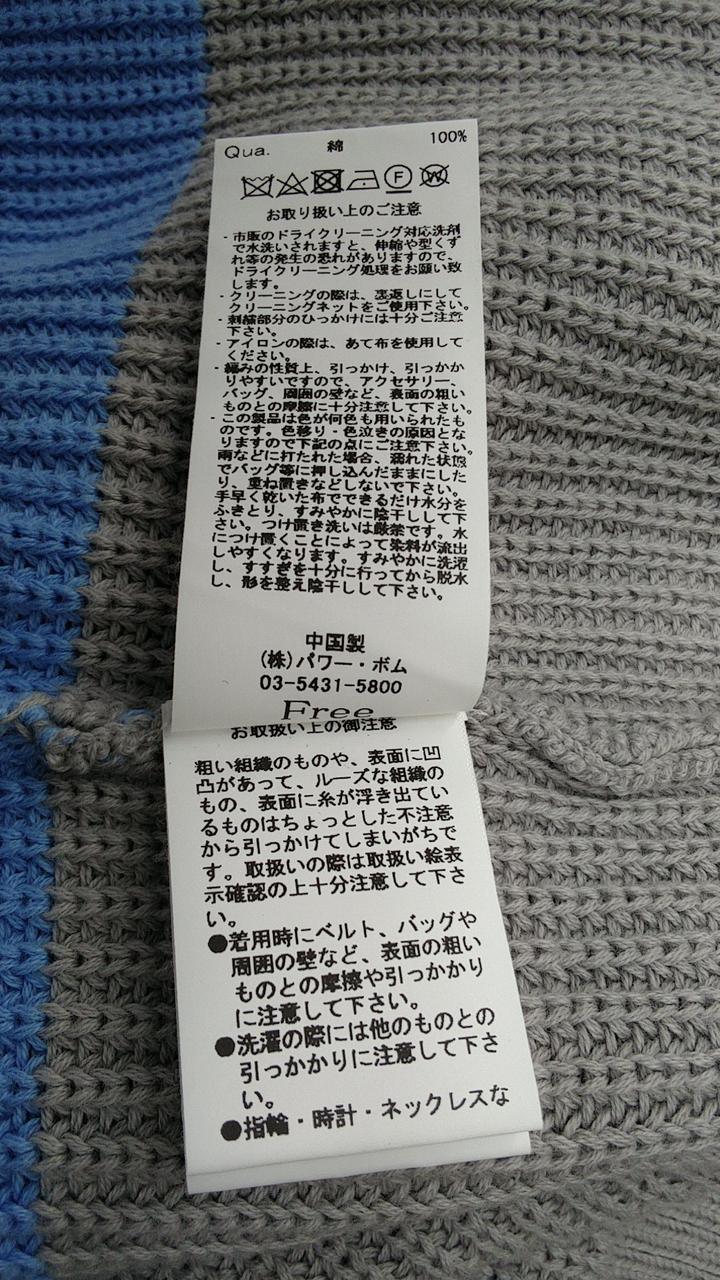 Qua. 綿 100%
F W
お取り扱い上のご注意
・市販のドライクリーニング対応洗剤
で水洗いされますと、伸縮や型くず
れ等の発生の恐れがありますので、
ドライクリーニング処理をお願い致
します。
・クリーニングの際は、裏返しにして
クリーニングネットをご使用下さい。
・刺繍部分のひっかけには十分ご注意
下さい。
・アイロンの際は、あて布を使用して
ください。
・編みの性質上、引っかけ、引っかか
りやすいですので、アクセサリー、
バッグ、周囲の壁など、表面の粗い
ものとの摩擦に十分注意して下さい。
・この製品は色が何色も用いられたも
のです。色移り・色泣きの原因とな
りますので下記の点にご注意下さい。
雨などに打たれた場合、濡れた状態
でバッグ等に押し込んだままにした
り、重ね置きなどしないで下さい。
手早く乾いた布でできるだけ水分を
ふきとり、すみやかに陰干しして下
さい。つけ置き洗いは厳禁です。水
につけ置くことによって染料が流出
しやすくなります。すみやかに洗濯
し、すすぎを十分に行ってから脱水
し、形を整え陰干しして下さい。
中国製
(株)パワー・ボム
03-5431-5800
Free
お取扱い上の御注意
粗い組織のものや、表面に凹
凸があって、ルーズな組織の
もの、表面に糸が浮き出てい
るものはちょっとした不注意
から引っかけてしまいがちで
す。取扱いの際は取扱い絵表
示確認の上十分注意して下さ
い。
●着用時にベルト、バッグや
周囲の壁など、表面の粗い
ものとの摩擦や引っかかり
に注意して下さい。
●洗濯の際には他のものとの
引っかかりに注意して下さ
い。
●指輪・時計・ネックレスな